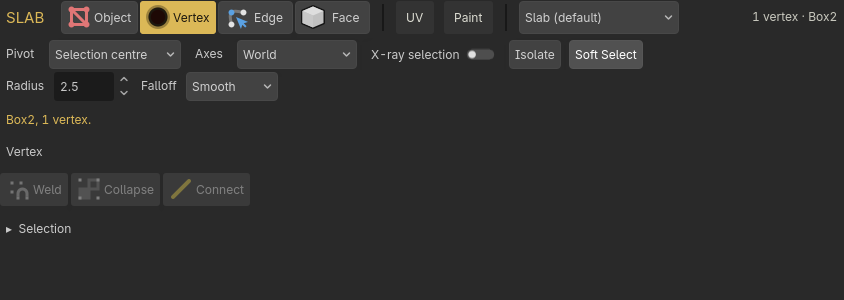 SLAB Object Vertex Edge Face UV Paint Slab (default) 1 vertex · Box2
Pivot Selection centre Axes World X-ray selection Isolate Soft Select
Radius 2.5 Falloff Smooth
Box2, 1 vertex.
Vertex
Weld Collapse Connect
▸ Selection